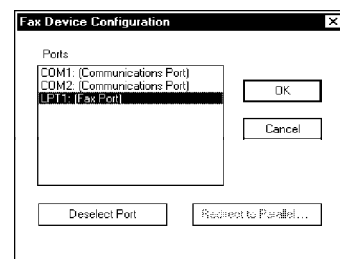 Fax Device Configuration
Ports
COM1: (Communications Port)
COM2: (Communications Port)
LPT1: (Fax Port)
OK
Cancel
Deselect Port
Redirect to Parallel...